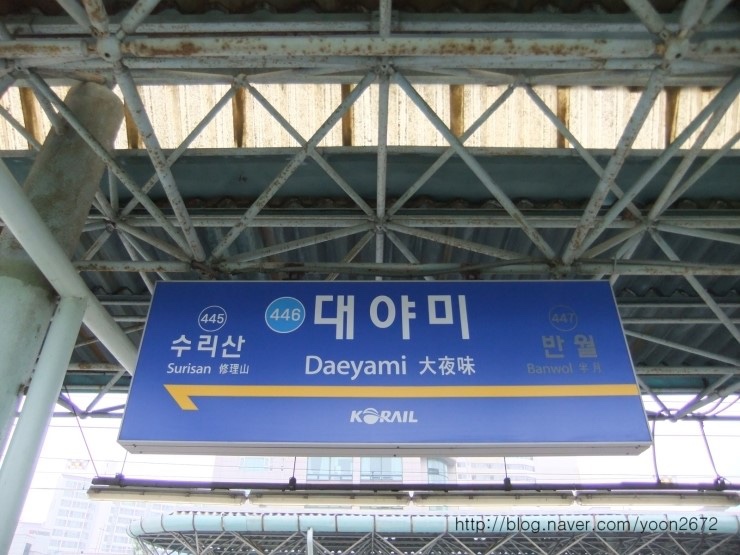 445
수리산
Surisan 修理山
446 대야미
Daeyami 大夜味
447
반월
Banwol 半月
KORAIL
http://blog.naver.com/yoon2672